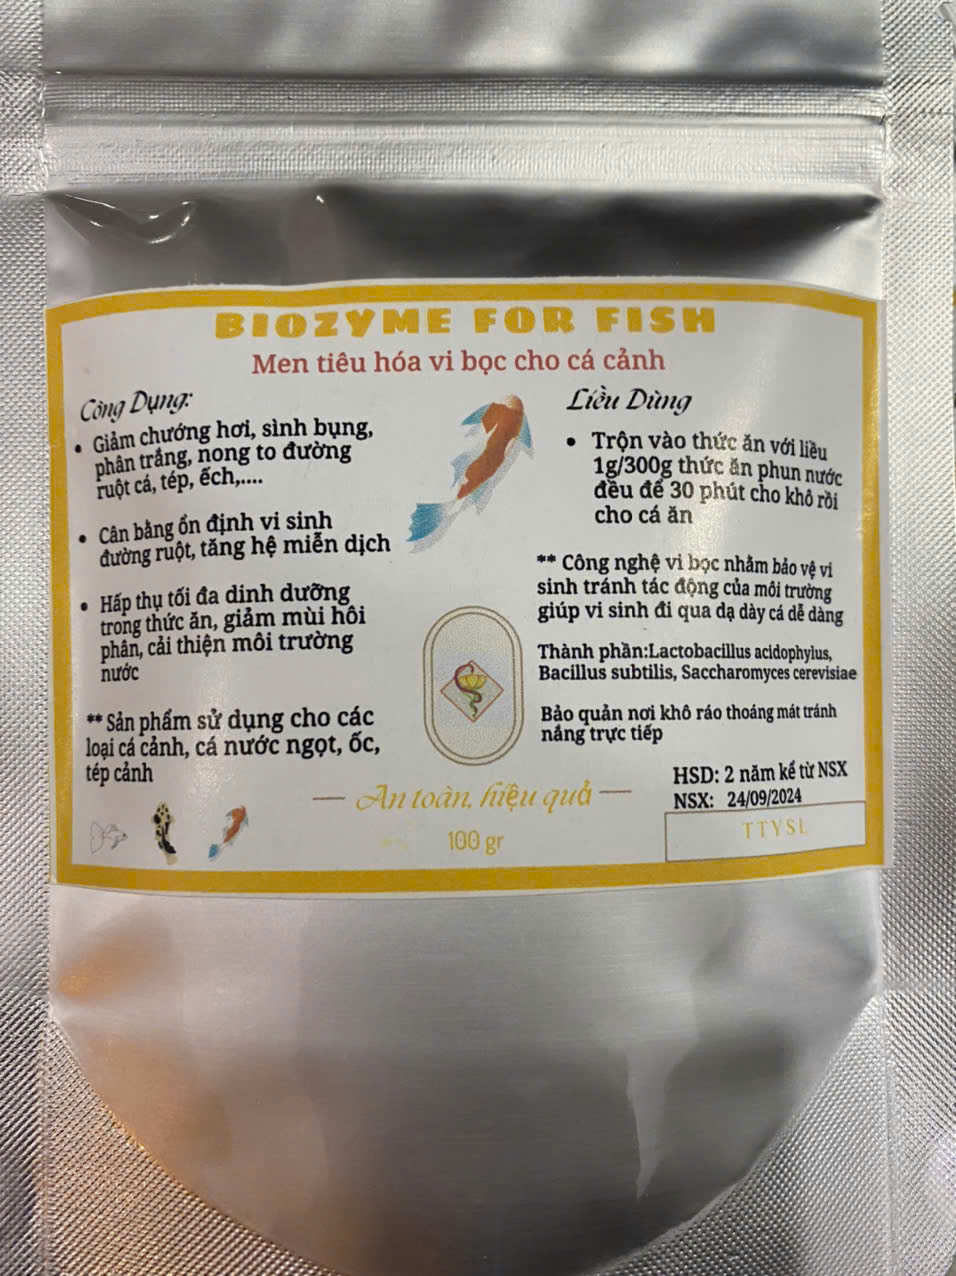 BIOZYME FOR FISH
Men tiêu hóa vi bọc cho cá cảnh
Công Dụng:
• Giảm chướng hơi, sình bụng,
phân trắng, nong to đường
ruột cá, tép, ếch,....
• Cân bằng ổn định vi sinh
đường ruột, tăng hệ miễn dịch
• Hấp thụ tối đa dinh dưỡng
trong thức ăn, giảm mùi hôi
phân, cải thiện môi trường
nước
** Sản phẩm sử dụng cho các
loại cá cảnh, cá nước ngọt, ốc,
tép cảnh
Liều Dùng
• Trộn vào thức ăn với liều
1g/300g thức ăn phun nước
đều để 30 phút cho khô rồi
cho cá ăn
** Công nghệ vi bọc nhằm bảo vệ vi
sinh tránh tác động của môi trường
giúp vi sinh đi qua dạ dày cá dễ dàng
Thành phần:Lactobacillus acidophylus,
Bacillus subtilis, Saccharomyces cerevisiae
Bảo quản nơi khô ráo thoáng mát tránh
nắng trực tiếp
HSD: 2 năm kể từ NSX
NSX: 24/09/2024
TTYSL
— An toàn, hiệu quả —
100 gr